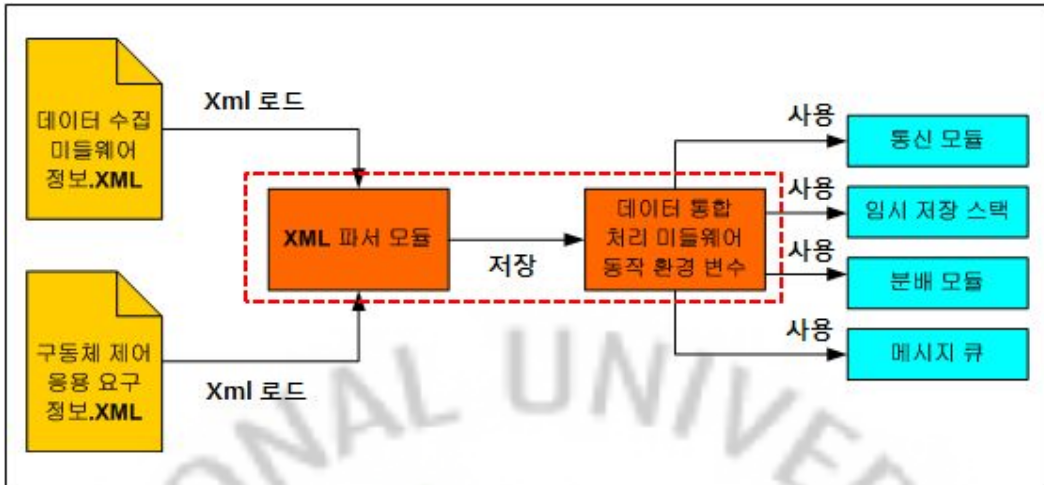 데이터 수집
미들웨어
정보.XML
Xml 로드
구동체 제어
응용 요구
정보.XML
Xml 로드
XML 파서 모듈
저장
데이터 통합
처리 미들웨어
동작 환경 변수
사용
통신 모듈
사용
임시 저장 스택
사용
분배 모듈
사용
메시지 큐
ONAL UNIVER